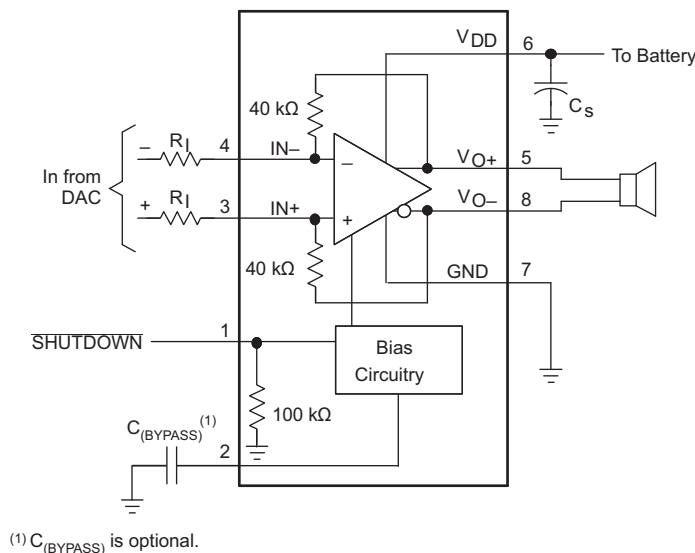 V_DD 6 To Battery
40 kΩ
C_S
R_I 4 IN– – V_O+ 5
–
In from
DAC
V_O– 8
+ R_I 3 IN+ +
40 kΩ
GND 7
SHUTDOWN 1
Bias
Circuitry
100 kΩ
C_(BYPASS)^(1) 2
(1) C_(BYPASS) is optional.